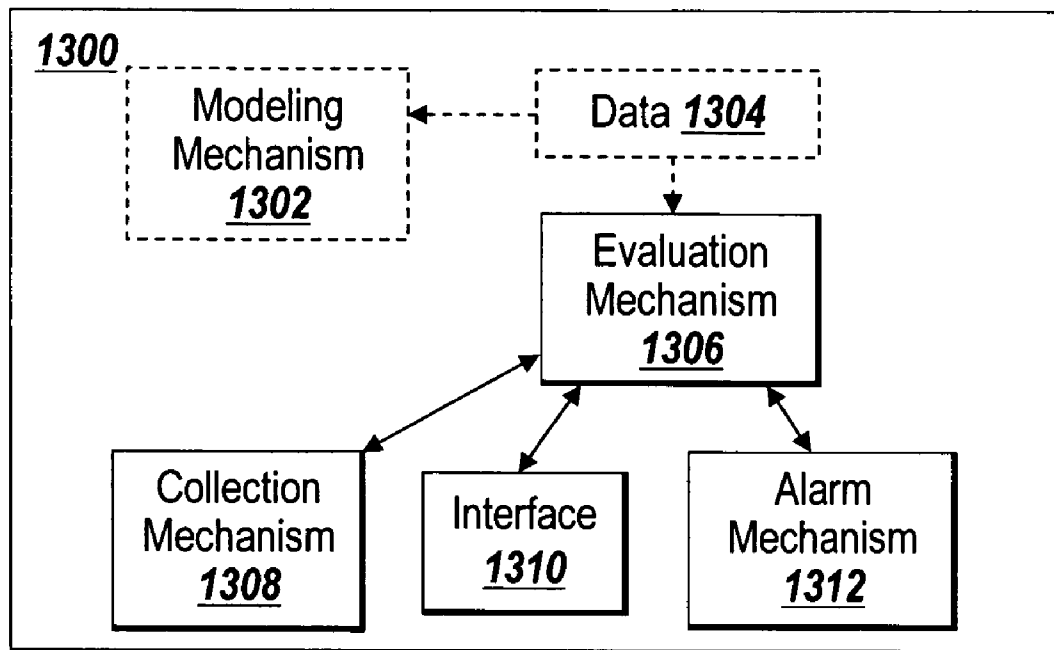 1300
Modeling
Mechanism
1302
Data 1304
Evaluation
Mechanism
1306
Collection
Mechanism
1308
Interface
1310
Alarm
Mechanism
1312